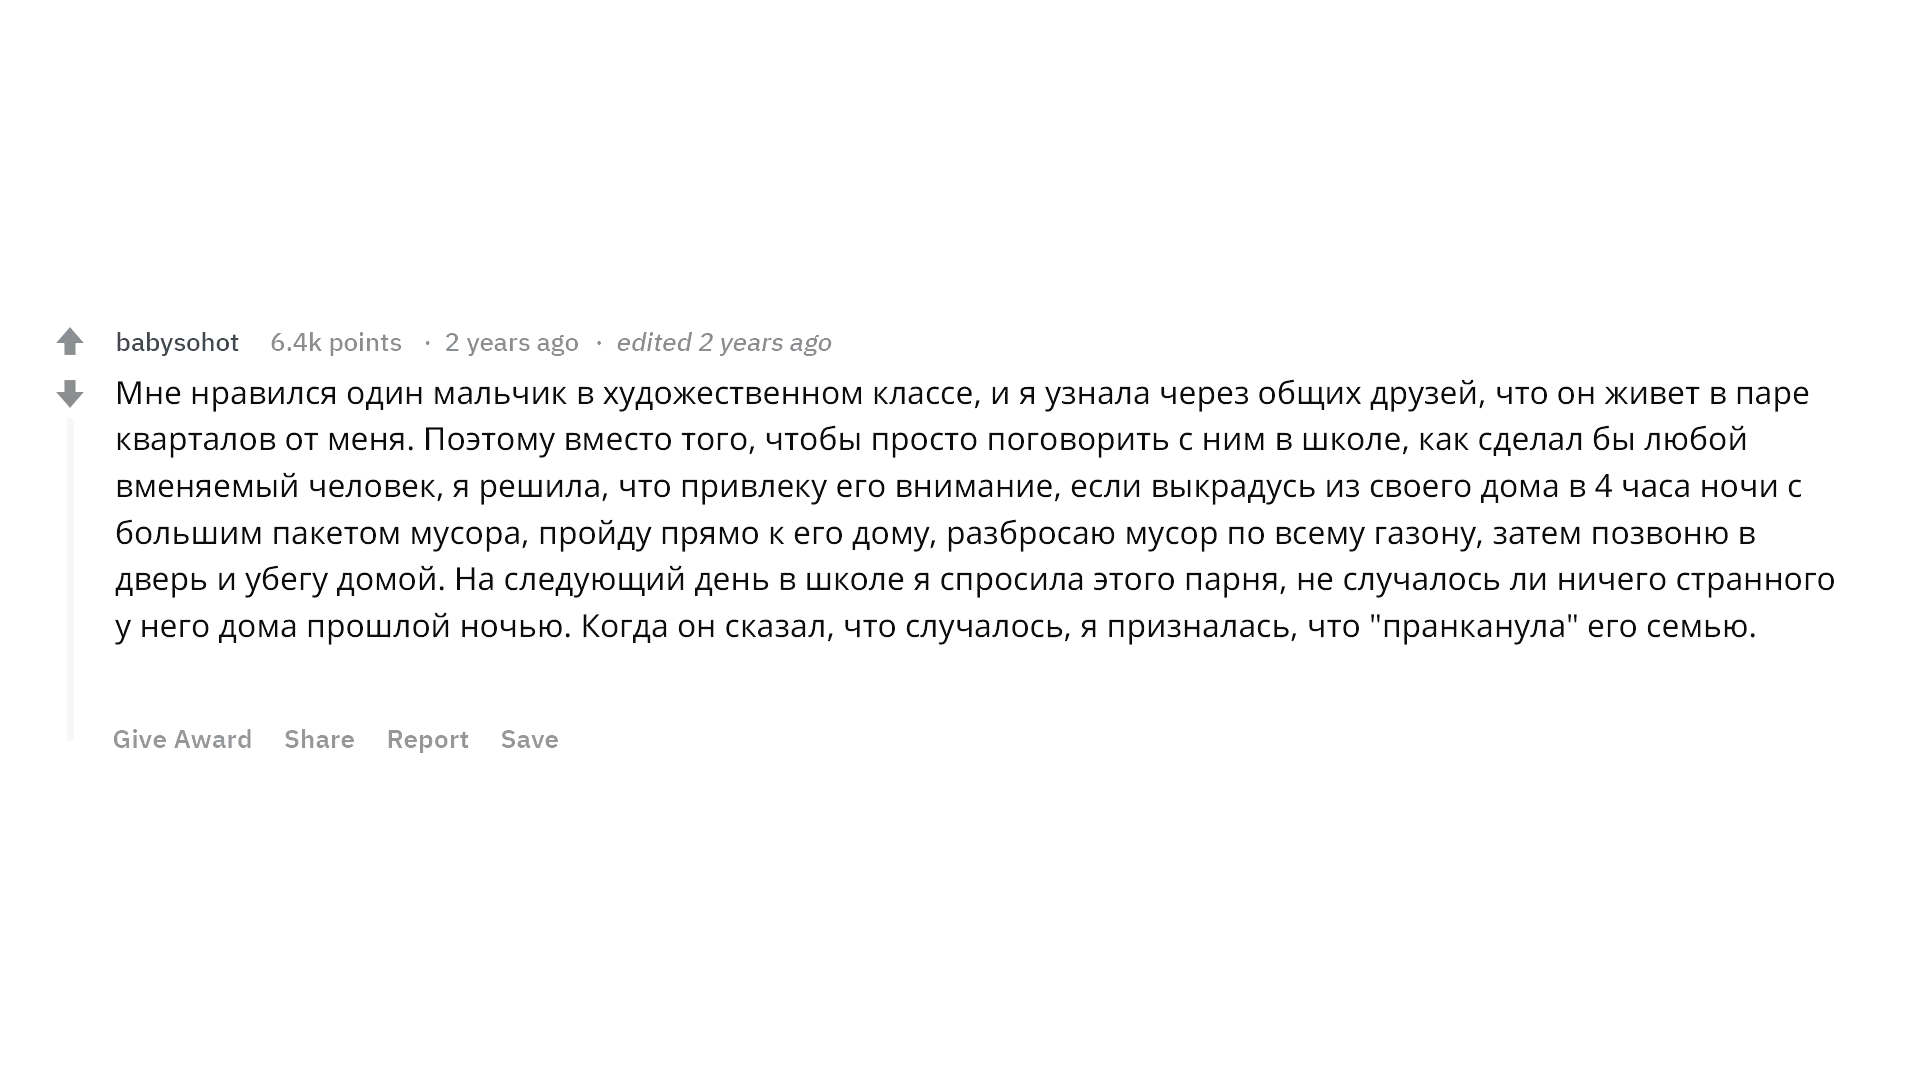 babysohot 6.4k points · 2 years ago · edited 2 years ago
Мне нравился один мальчик в художественном классе, и я узнала через общих друзей, что он живет в паре
кварталов от меня. Поэтому вместо того, чтобы просто поговорить с ним в школе, как сделал бы любой
вменяемый человек, я решила, что привлеку его внимание, если выкрадусь из своего дома в 4 часа ночи с
большим пакетом мусора, пройду прямо к его дому, разбросаю мусор по всему газону, затем позвоню в
дверь и убегу домой. На следующий день в школе я спросила этого парня, не случалось ли ничего странного
у него дома прошлой ночью. Когда он сказал, что случалось, я призналась, что "пранканула" его семью.
Give Award Share Report Save